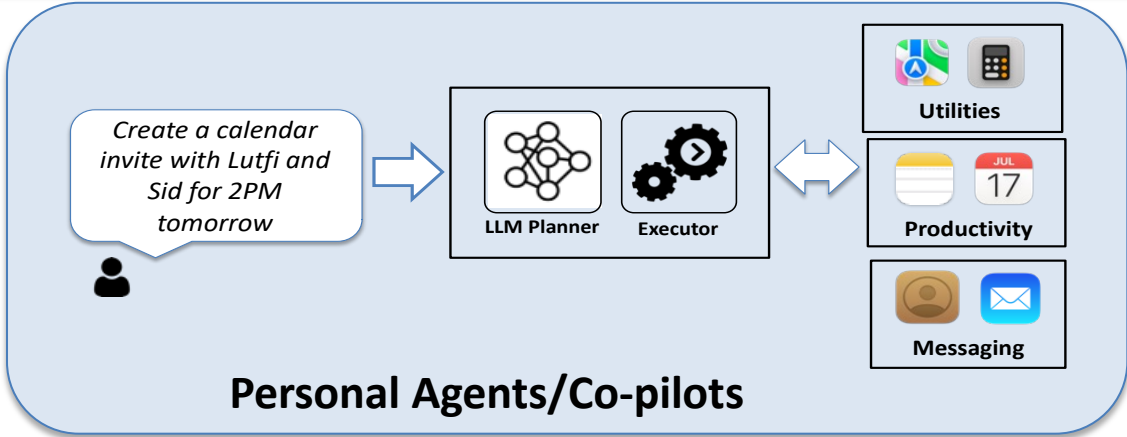 Create a calendar
invite with Lutfi and
Sid for 2PM
tomorrow
LLM Planner
Executor
Utilities
JUL
17
Productivity
Messaging
Personal Agents/Co-pilots